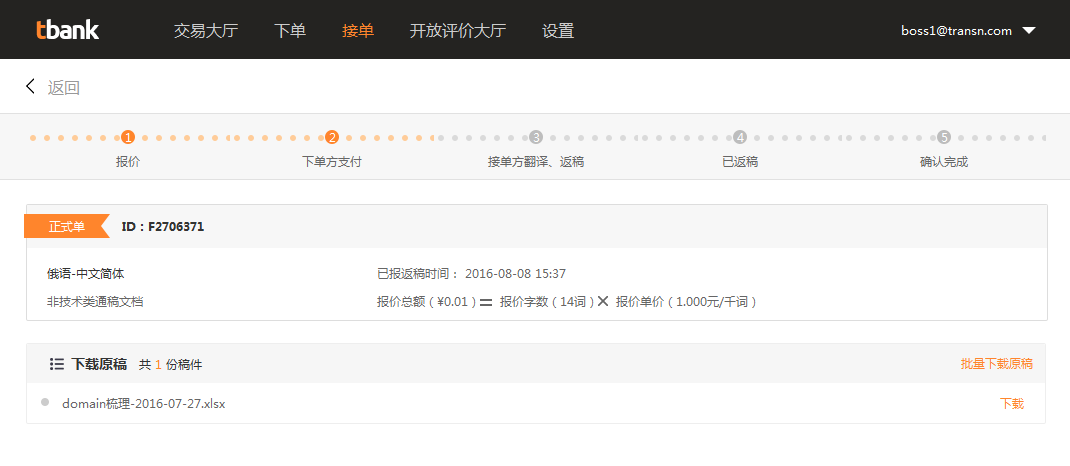 tbank 交易大厅 下单 接单 开放评价大厅 设置 boss1@transn.com
返回
1 2 3 4 5
报价 下单方支付 接单方翻译、返稿 已返稿 确认完成
正式单 ID：F2706371
俄语-中文简体 已报返稿时间： 2016-08-08 15:37
非技术类通稿文档 报价总额（¥0.01）= 报价字数（14词）× 报价单价（1.000元/千词）
下载原稿 共 1 份稿件 批量下载原稿
domain梳理-2016-07-27.xlsx 下载